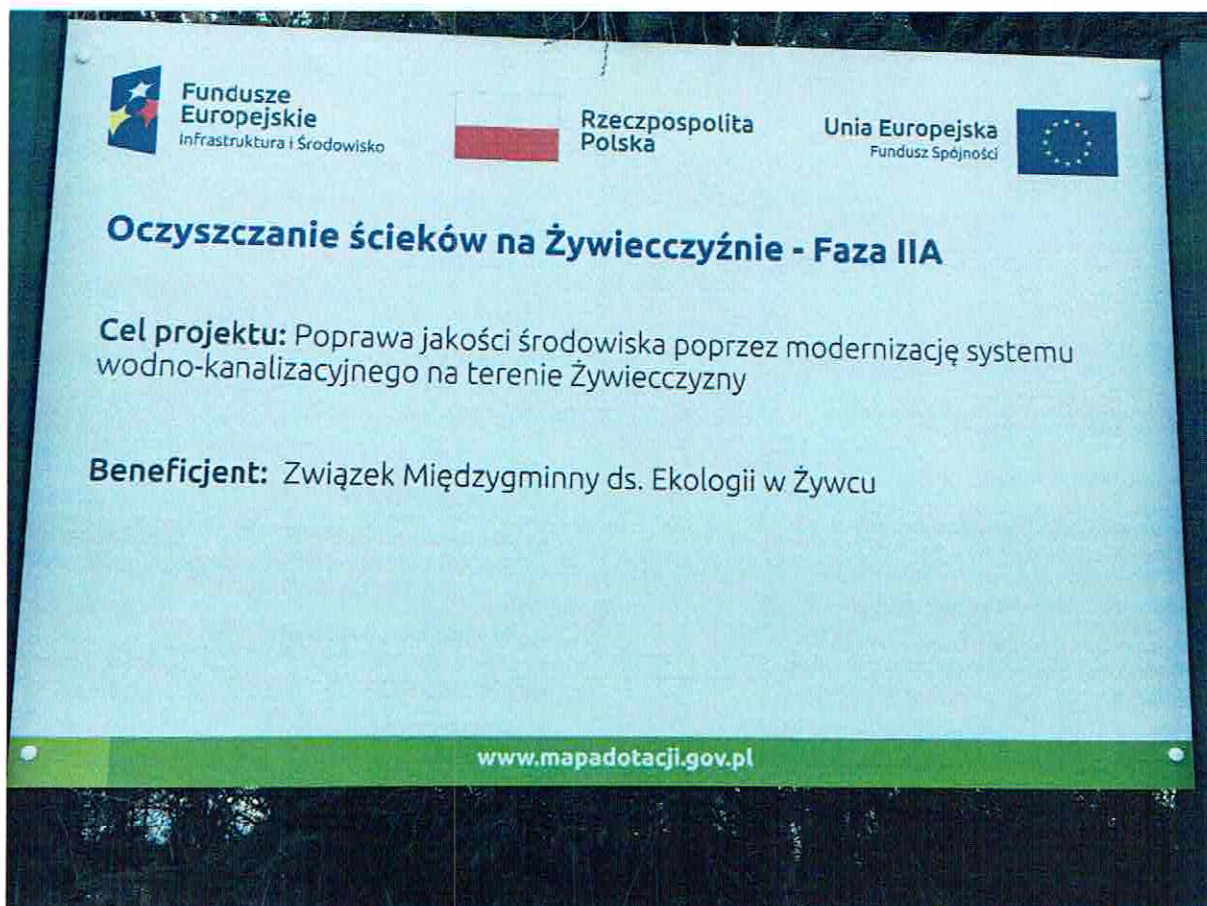 Fundusze
Europejskie
Infrastruktura i Środowisko
Rzeczpospolita
Polska
Unia Europejska
Fundusz Spójności
Oczyszczanie ścieków na Żywiecczyźnie - Faza IIA
Cel projektu: Poprawa jakości środowiska poprzez modernizację systemu
wodno-kanalizacyjnego na terenie Żywiecczyzny
Beneficjent: Związek Międzygminny ds. Ekologii w Żywcu
www.mapadotacji.gov.pl